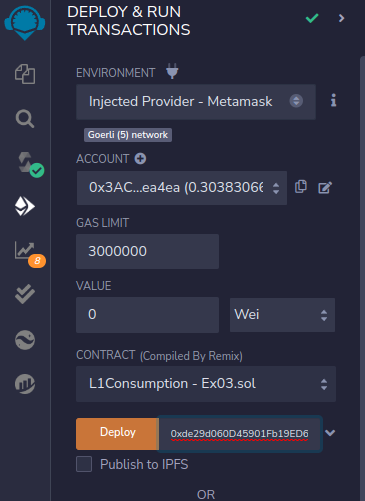 DEPLOY & RUN
TRANSACTIONS
ENVIRONMENT
Injected Provider - Metamask
Goerli (5) network
ACCOUNT
0x3AC...ea4ea (0.30383066
GAS LIMIT
3000000
VALUE
0 Wei
CONTRACT (Compiled By Remix)
L1Consumption - Ex03.sol
Deploy 0xde29d060D45901Fb19ED6
Publish to IPFS
OR
8